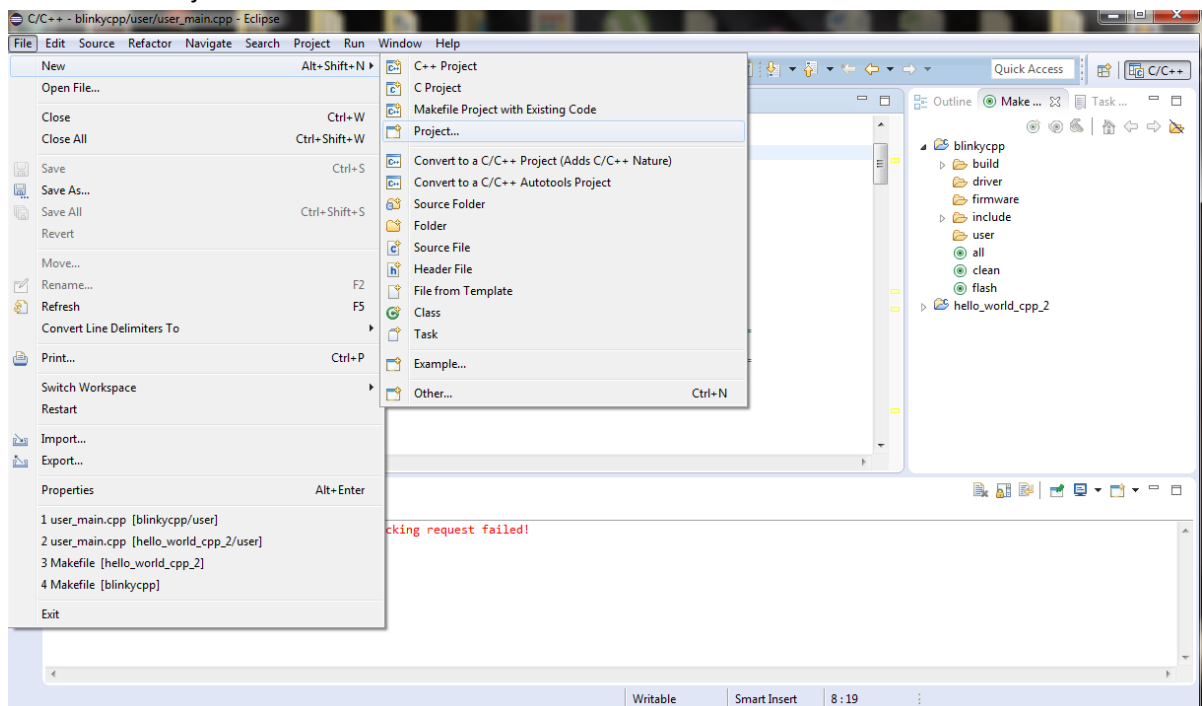 C/C++ - blinkycpp/user/user_main.cpp - Eclipse
File Edit Source Refactor Navigate Search Project Run Window Help
New Alt+Shift+N
Open File...
Close Ctrl+W
Close All Ctrl+Shift+W
Save Ctrl+S
Save As...
Save All Ctrl+Shift+S
Revert
Move...
Rename... F2
Refresh F5
Convert Line Delimiters To
Print... Ctrl+P
Switch Workspace
Restart
Import...
Export...
Properties Alt+Enter
1 user_main.cpp [blinkycpp/user]
2 user_main.cpp [hello_world_cpp_2/user]
3 Makefile [hello_world_cpp_2]
4 Makefile [blinkycpp]
Exit
C++ Project
C Project
Makefile Project with Existing Code
Project...
Convert to a C/C++ Project (Adds C/C++ Nature)
Convert to a C/C++ Autotools Project
Source Folder
Folder
Source File
Header File
File from Template
Class
Task
Example...
Other... Ctrl+N
Quick Access C/C++
Outline Make ... Task ...
blinkycpp
build
driver
firmware
include
user
all
clean
flash
hello_world_cpp_2
cking request failed!
Writable Smart Insert 8:19